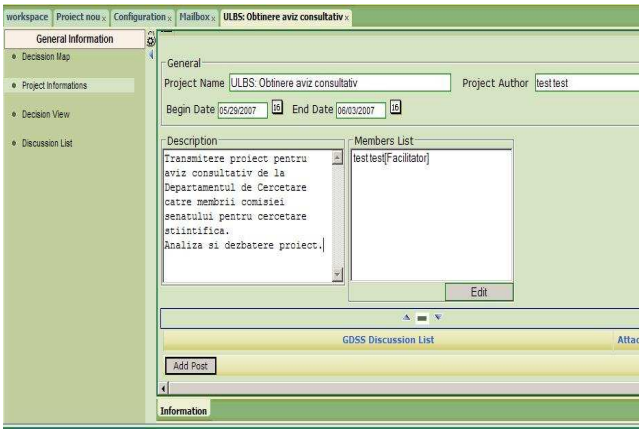 workspace Proiect nou x Configuration x Mailbox x ULBS: Obtinere aviz consultativ x
General Information
Decission Map
Project Informations
Decision View
Discussion List
General
Project Name ULBS: Obtinere aviz consultativ Project Author test test
Begin Date 05/29/2007 16 End Date 06/03/2007 16
Description
Transmitere proiect pentru
aviz consultativ de la
Departamentul de Cercetare
catre membrii comisiei
senatului pentru cercetare
stiintifica.
Analiza si dezbatere proiect.
Members List
test test[Facilitator]
Edit
GDSS Discussion List Attac
Add Post
Information